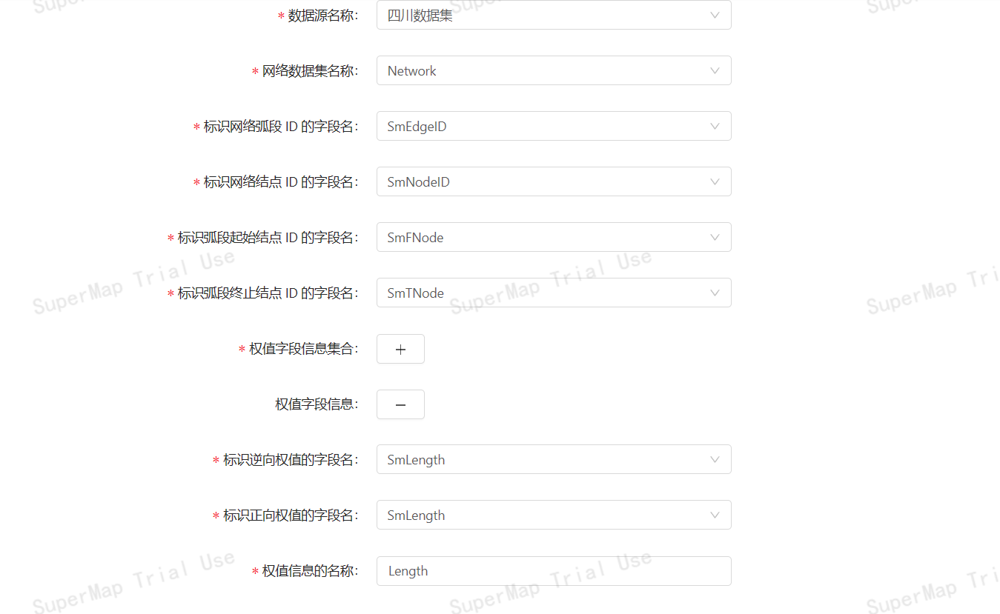 * 数据源名称: 四川数据集
* 网络数据集名称: Network
* 标识网络弧段 ID 的字段名: SmEdgeID
* 标识网络结点 ID 的字段名: SmNodeID
* 标识弧段起始结点 ID 的字段名: SmFNode
SuperMap Trial Use SuperMap Trial Use SuperMap Tri
* 标识弧段终止结点 ID 的字段名: SmTNode
* 权值字段信息集合: +
权值字段信息: −
* 标识逆向权值的字段名: SmLength
* 标识正向权值的字段名: SmLength
* 权值信息的名称: Length
SuperMap Trial Use SuperMap Trial Use SuperMap Tri